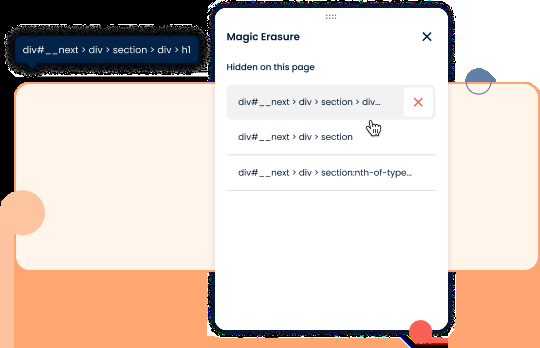 div#__next > div > section > div > h1
Magic Erasure
Hidden on this page
div#__next > div > section > div...
div#__next > div > section
div#__next > div > section:nth-of-type...